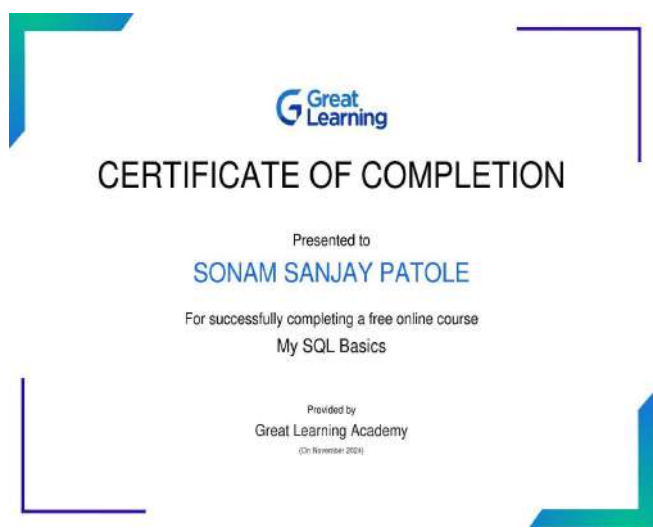 Great
Learning
CERTIFICATE OF COMPLETION
Presented to
SONAM SANJAY PATOLE
For successfully completing a free online course
My SQL Basics
Provided by
Great Learning Academy
(On November 2024)